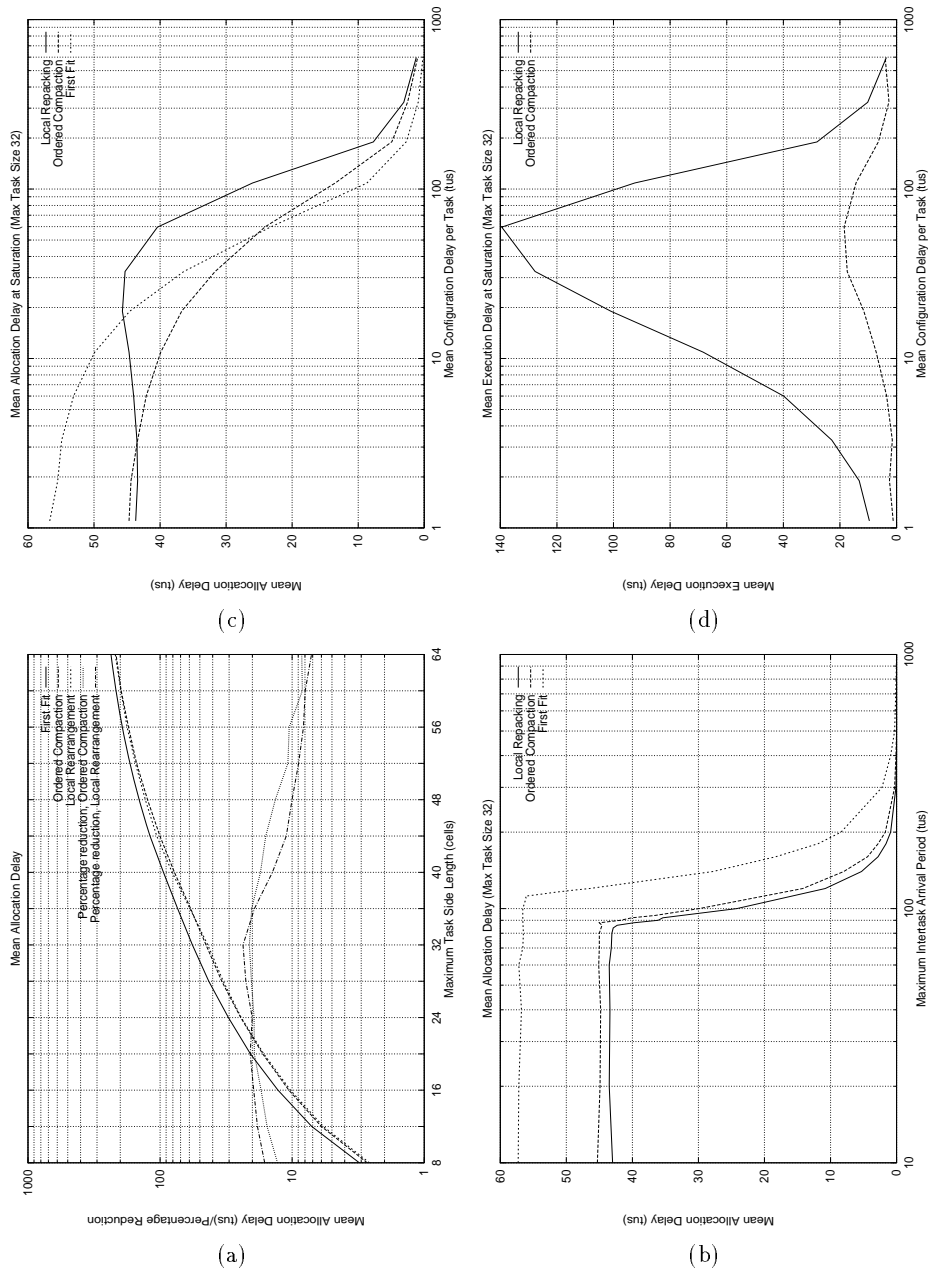 Mean Allocation Delay
1000
100
10
1
8
16
24
32
40
48
56
64
Mean Allocation Delay (tus)/Percentage Reduction
Maximum Task Side Length (cells)
First Fit
Ordered Compaction
Local Rearrangement
Percentage reduction, Ordered Compaction
Percentage reduction, Local Rearrangement
(a)
Mean Allocation Delay (Max Task Size 32)
60
50
40
30
20
10
0
10
100
1000
Mean Allocation Delay (tus)
Maximum Intertask Arrival Period (tus)
Local Repacking
Ordered Compaction
First Fit
(b)
Mean Allocation Delay at Saturation (Max Task Size 32)
60
50
40
30
20
10
0
1
10
100
1000
Mean Allocation Delay (tus)
Mean Configuration Delay per Task (tus)
Local Repacking
Ordered Compaction
First Fit
(c)
Mean Execution Delay at Saturation (Max Task Size 32)
140
120
100
80
60
40
20
0
1
10
100
1000
Mean Execution Delay (tus)
Mean Configuration Delay per Task (tus)
Local Repacking
Ordered Compaction
(d)